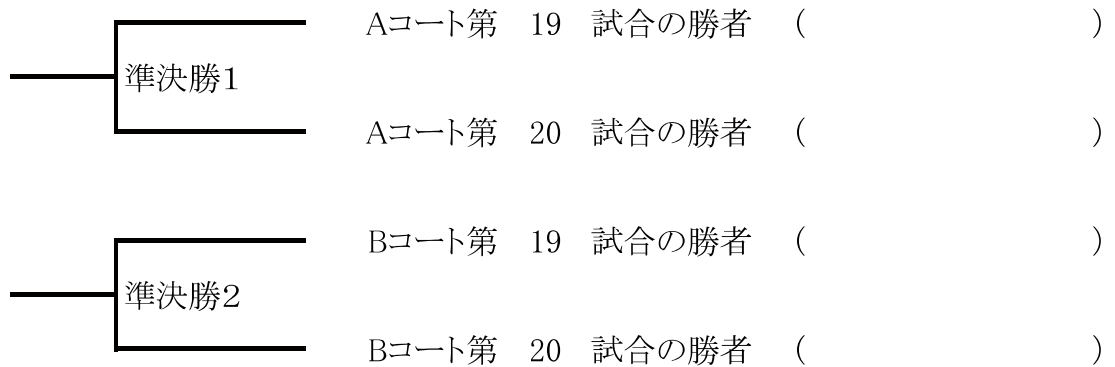 Aコート第 19 試合の勝者 ( )
準決勝1
Aコート第 20 試合の勝者 ( )
Bコート第 19 試合の勝者 ( )
準決勝2
Bコート第 20 試合の勝者 ( )